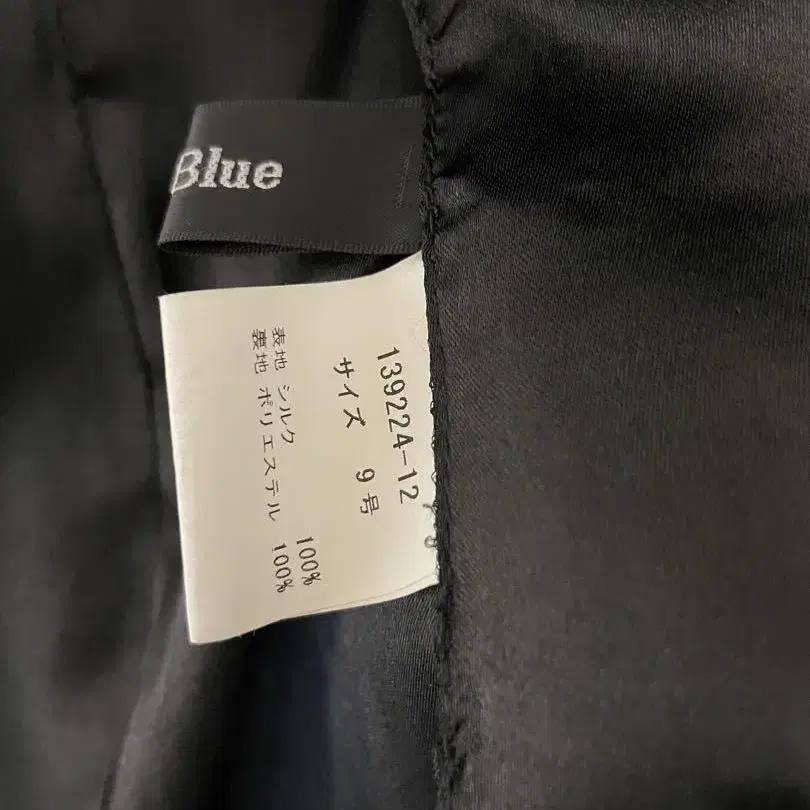 Blue
139224-12
サイズ 9号
表地 シルク 100%
裏地 ポリエステル 100%